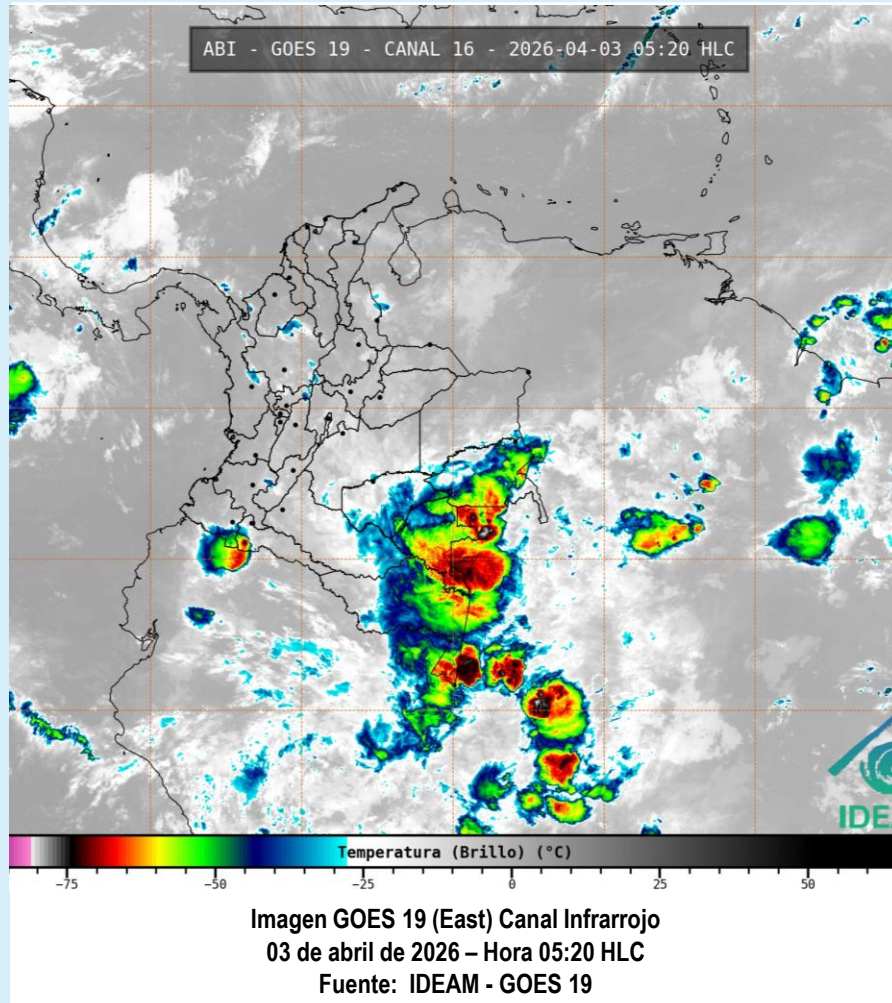 ABI - GOES 19 - CANAL 16 - 2026-04-03 05:20 HLC
IDE
Temperatura (Brillo) (°C)
−75 −50 −25 0 25 50
Imagen GOES 19 (East) Canal Infrarrojo
03 de abril de 2026 – Hora 05:20 HLC
Fuente: IDEAM - GOES 19